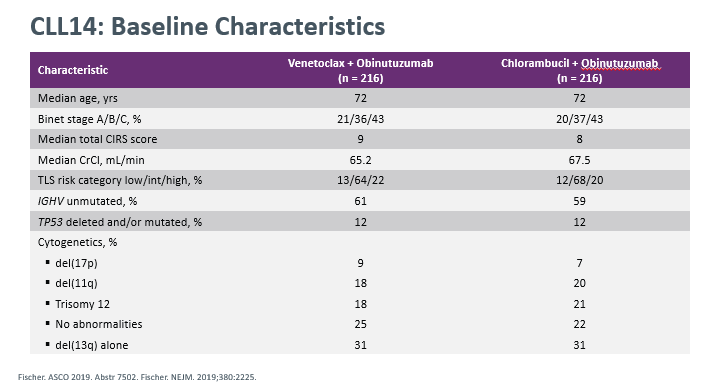 CLL14: Baseline Characteristics
Characteristic Venetoclax + Obinutuzumab (n = 216) Chlorambucil + Obinutuzumab (n = 216)
Median age, yrs 72 72
Binet stage A/B/C, % 21/36/43 20/37/43
Median total CIRS score 9 8
Median CrCl, mL/min 65.2 67.5
TLS risk category low/int/high, % 13/64/22 12/68/20
IGHV unmutated, % 61 59
TP53 deleted and/or mutated, % 12 12
Cytogenetics, %
▪ del(17p) 9 7
▪ del(11q) 18 20
▪ Trisomy 12 18 21
▪ No abnormalities 25 22
▪ del(13q) alone 31 31
Fischer. ASCO 2019. Abstr 7502. Fischer. NEJM. 2019;380:2225.